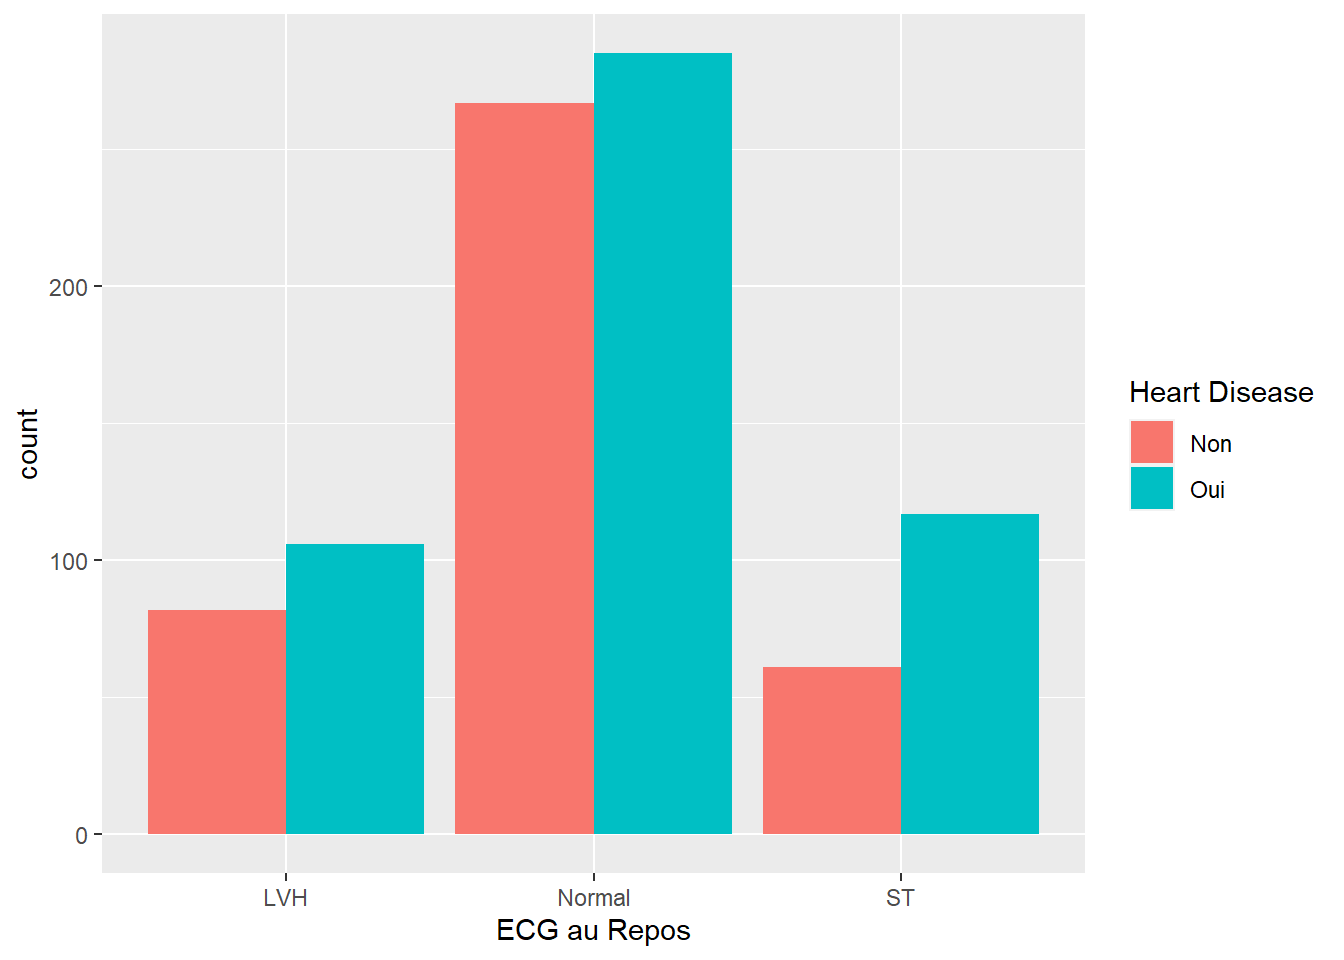 count
200
100
0
LVH
Normal
ST
ECG au Repos
Heart Disease
Non
Oui